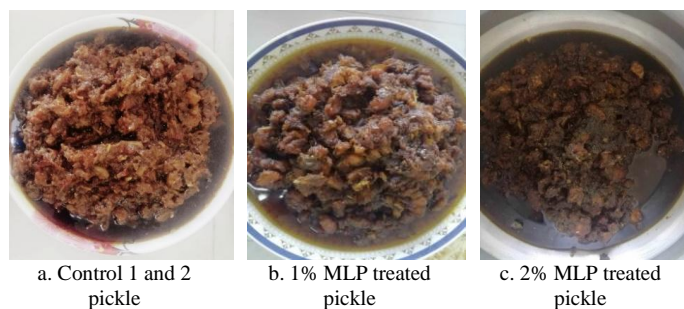 a. Control 1 and 2
pickle
b. 1% MLP treated
pickle
c. 2% MLP treated
pickle